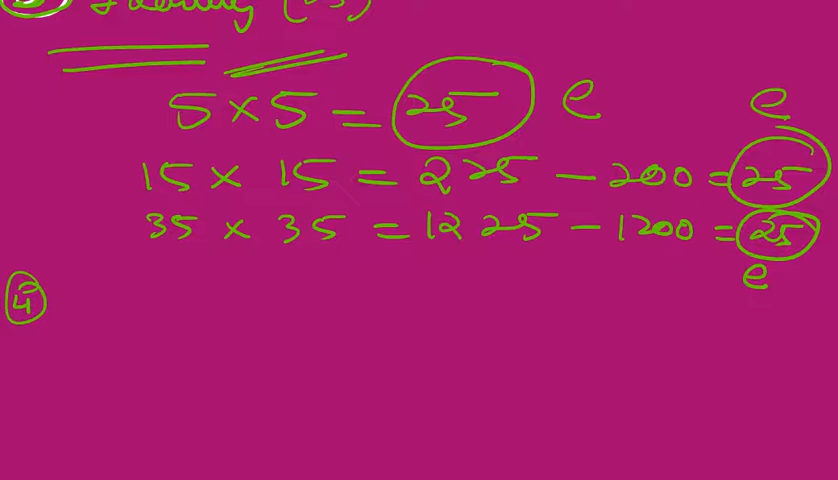 5 × 5 = 25 e e
15 × 15 = 225 - 200 = 25
35 × 35 = 1225 - 1200 = 25
e
4